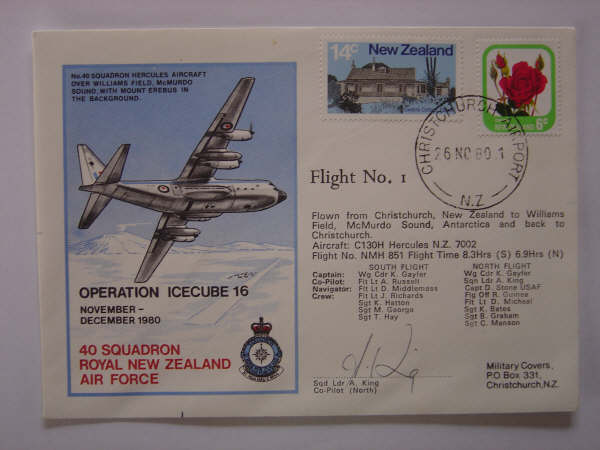 No.40 SQUADRON HERCULES AIRCRAFT
OVER WILLIAMS FIELD, McMURDO
SOUND, WITH MOUNT EREBUS IN
THE BACKGROUND.
14c New Zealand
NEW ZEALAND 6c
CHRISTCHURCH AIRPORT
26 NO 80.1
N.Z
Flight No. 1
Flown from Christchurch, New Zealand to Williams
Field, McMurdo Sound, Antarctica and back to
Christchurch.
Aircraft: C130H Hercules N.Z. 7002
Flight No. NMH 851 Flight Time 8.3Hrs (S) 6.9Hrs (N)
SOUTH FLIGHT NORTH FLIGHT
Captain: Wg Cdr K. Gayler Wg Cdr K. Gayler
Co-Pilot: Flt Lt A. Russell Sqn Ldr A. King
Navigator: Flt Lt D. Middlemass Capt D. Stone USAF
Crew: Flt Lt J. Richards Flg Off R. Guinea
Sgt K. Hatton Flt Lt D. Micheal
Sgt M. George Sgt K. Bates
Sgt T. Hay Sgt B. Graham
Sgt C. Manson
OPERATION ICECUBE 16
NOVEMBER –
DECEMBER 1980
40 SQUADRON
ROYAL NEW ZEALAND
AIR FORCE
Sqd Ldr A. King
Co-Pilot (North)
Military Covers,
P.O Box 331,
Christchurch,N.Z.